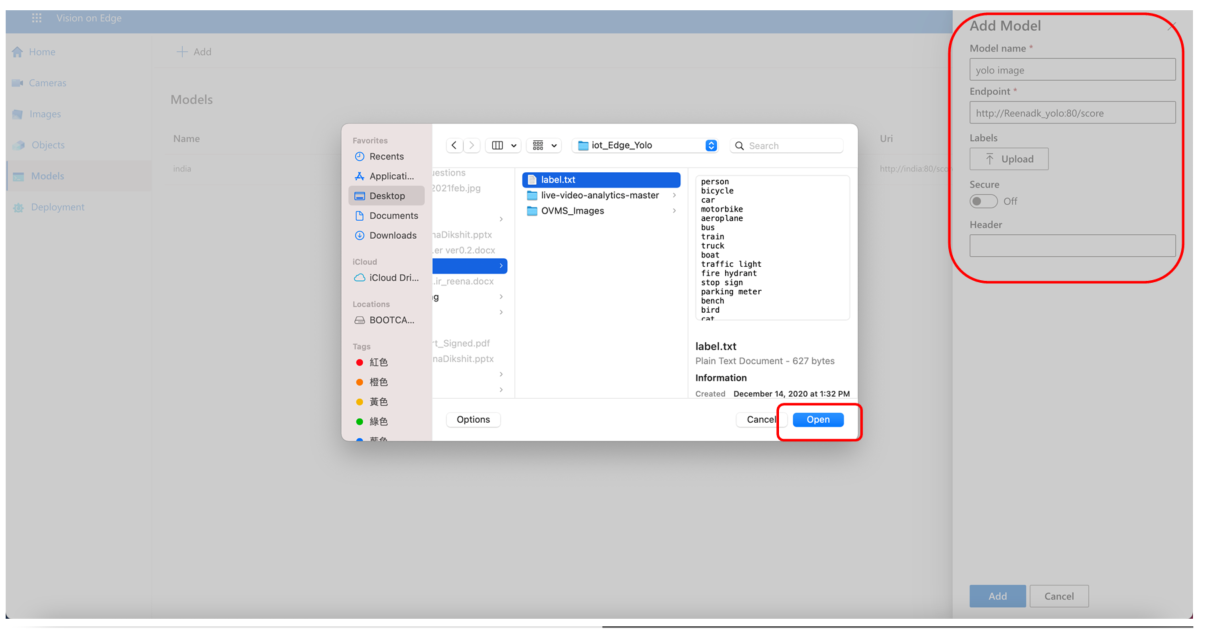 Vision on Edge
Home
Cameras
Images
Objects
Models
Deployment
Add
Models
Name
india
Uri
http://india:80/sco
Favorites
Recents
Applicati...
Desktop
Documents
Downloads
iCloud
iCloud Dri...
Locations
BOOTCA...
Tags
紅色
橙色
黃色
綠色
藍色
iot_Edge_Yolo
Search
estions
2021feb.jpg
naDikshit.pptx
.er ver0.2.docx
.ir_reena.docx
g
rt_Signed.pdf
naDikshit.pptx
label.txt
live-video-analytics-master
OVMS_Images
person
bicycle
car
motorbike
aeroplane
bus
train
truck
boat
traffic light
fire hydrant
stop sign
parking meter
bench
bird
cat
label.txt
Plain Text Document - 627 bytes
Information
Created December 14, 2020 at 1:32 PM
Options
Cancel
Open
Add Model
Model name *
yolo image
Endpoint *
http://Reenadk_yolo:80/score
Labels
Upload
Secure
Off
Header
Add
Cancel